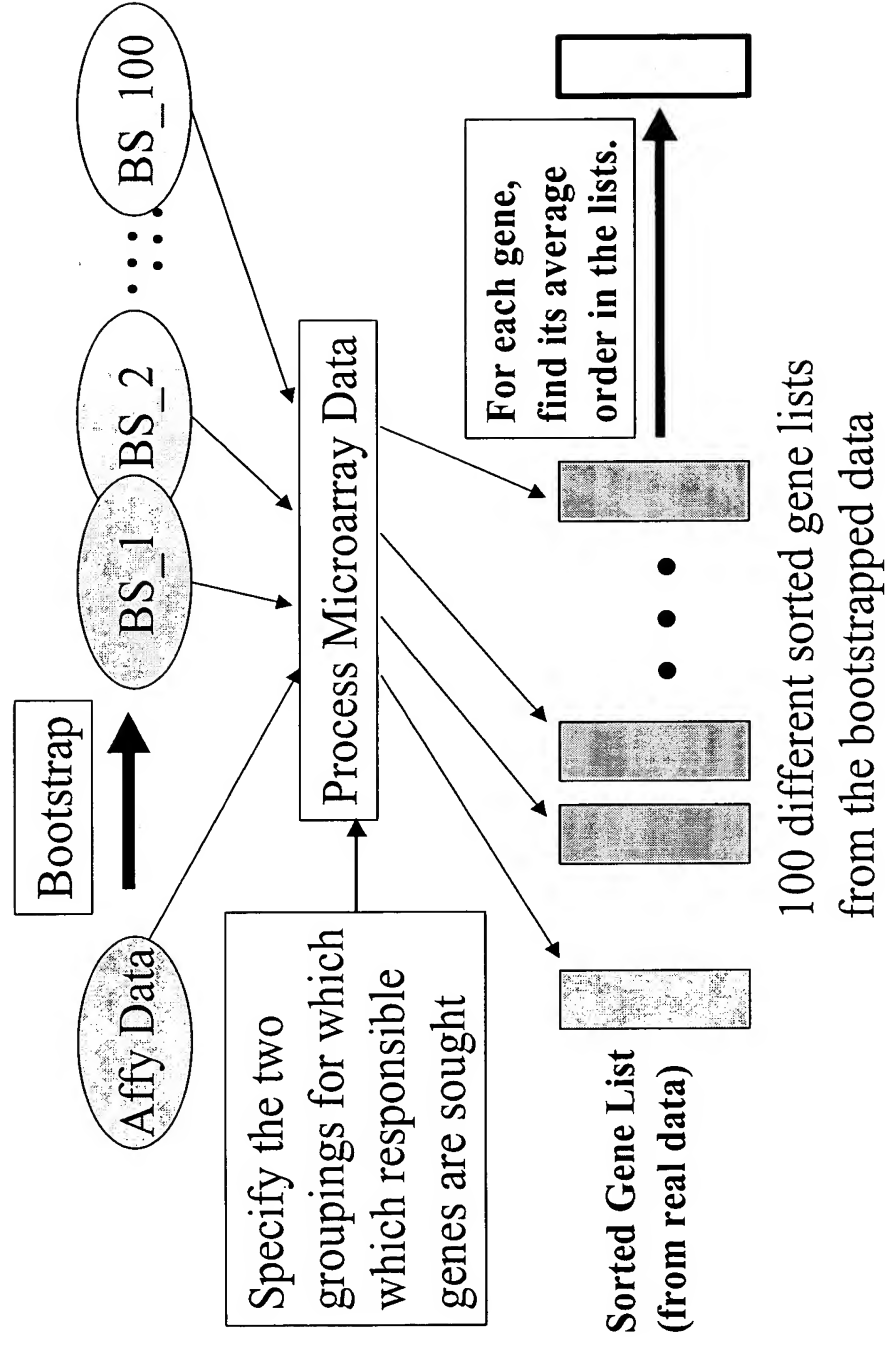 Affy Data
Bootstrap
BS_1
BS_2
BS_100
Specify the two
groupings for which
which responsible
genes are sought
Process Microarray Data
Sorted Gene List
(from real data)
For each gene,
find its average
order in the lists.
100 different sorted gene lists
from the bootstrapped data